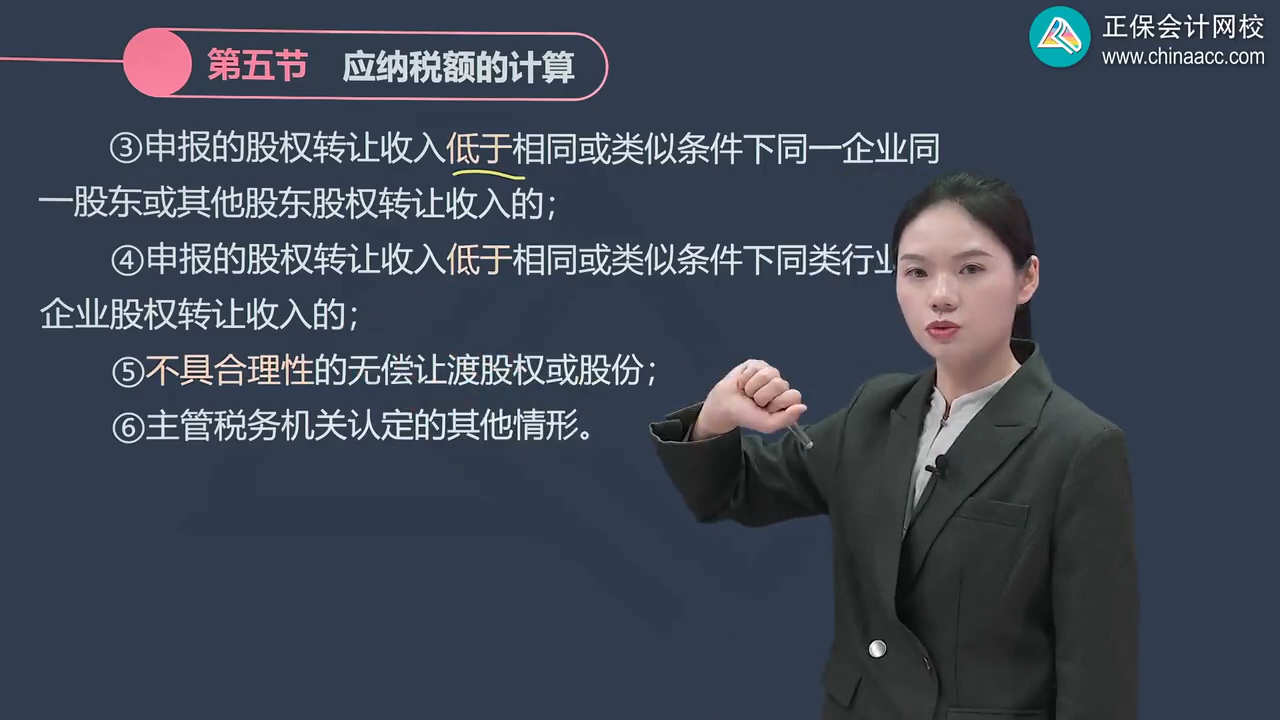 正保会计网校
www.chinaacc.com
第五节 应纳税额的计算
③申报的股权转让收入低于相同或类似条件下同一企业同
一股东或其他股东股权转让收入的；
④申报的股权转让收入低于相同或类似条件下同类行业
企业股权转让收入的；
⑤不具合理性的无偿让渡股权或股份；
⑥主管税务机关认定的其他情形。